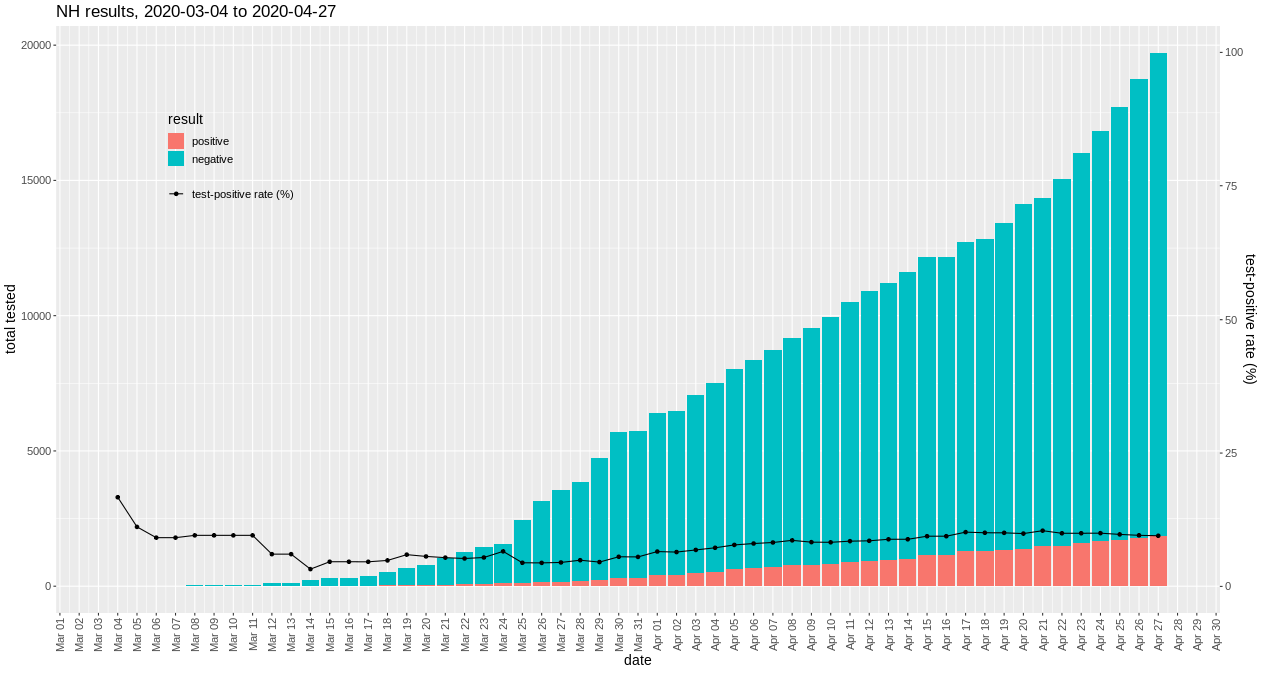 NH results, 2020-03-04 to 2020-04-27
20000
15000
10000
5000
0
total tested
result
positive
negative
test-positive rate (%)
100
75
50
25
0
test-positive rate (%)
Mar 01
Mar 02
Mar 03
Mar 04
Mar 05
Mar 06
Mar 07
Mar 08
Mar 09
Mar 10
Mar 11
Mar 12
Mar 13
Mar 14
Mar 15
Mar 16
Mar 17
Mar 18
Mar 19
Mar 20
Mar 21
Mar 22
Mar 23
Mar 24
Mar 25
Mar 26
Mar 27
Mar 28
Mar 29
Mar 30
Mar 31
Apr 01
Apr 02
Apr 03
Apr 04
Apr 05
Apr 06
Apr 07
Apr 08
Apr 09
Apr 10
Apr 11
Apr 12
Apr 13
Apr 14
Apr 15
Apr 16
Apr 17
Apr 18
Apr 19
Apr 20
Apr 21
Apr 22
Apr 23
Apr 24
Apr 25
Apr 26
Apr 27
Apr 28
Apr 29
Apr 30
date